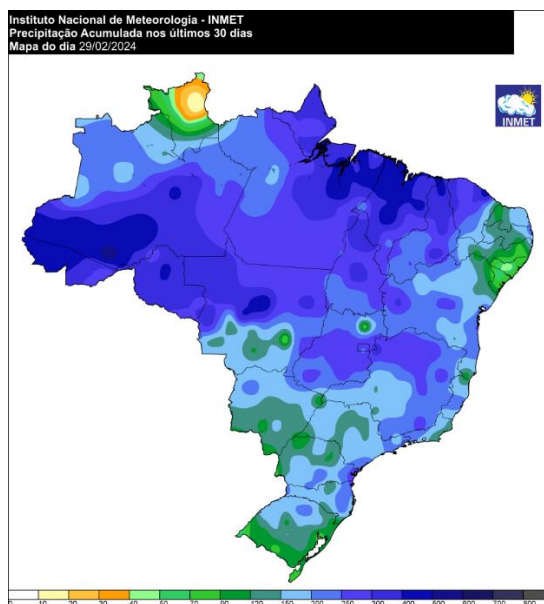 Instituto Nacional de Meteorologia - INMET
Precipitação Acumulada nos últimos 30 dias
Mapa do dia 29/02/2024
INMET
0 10 20 30 40 50 70 90 120 150 200 250 300 400 500 600 700 800